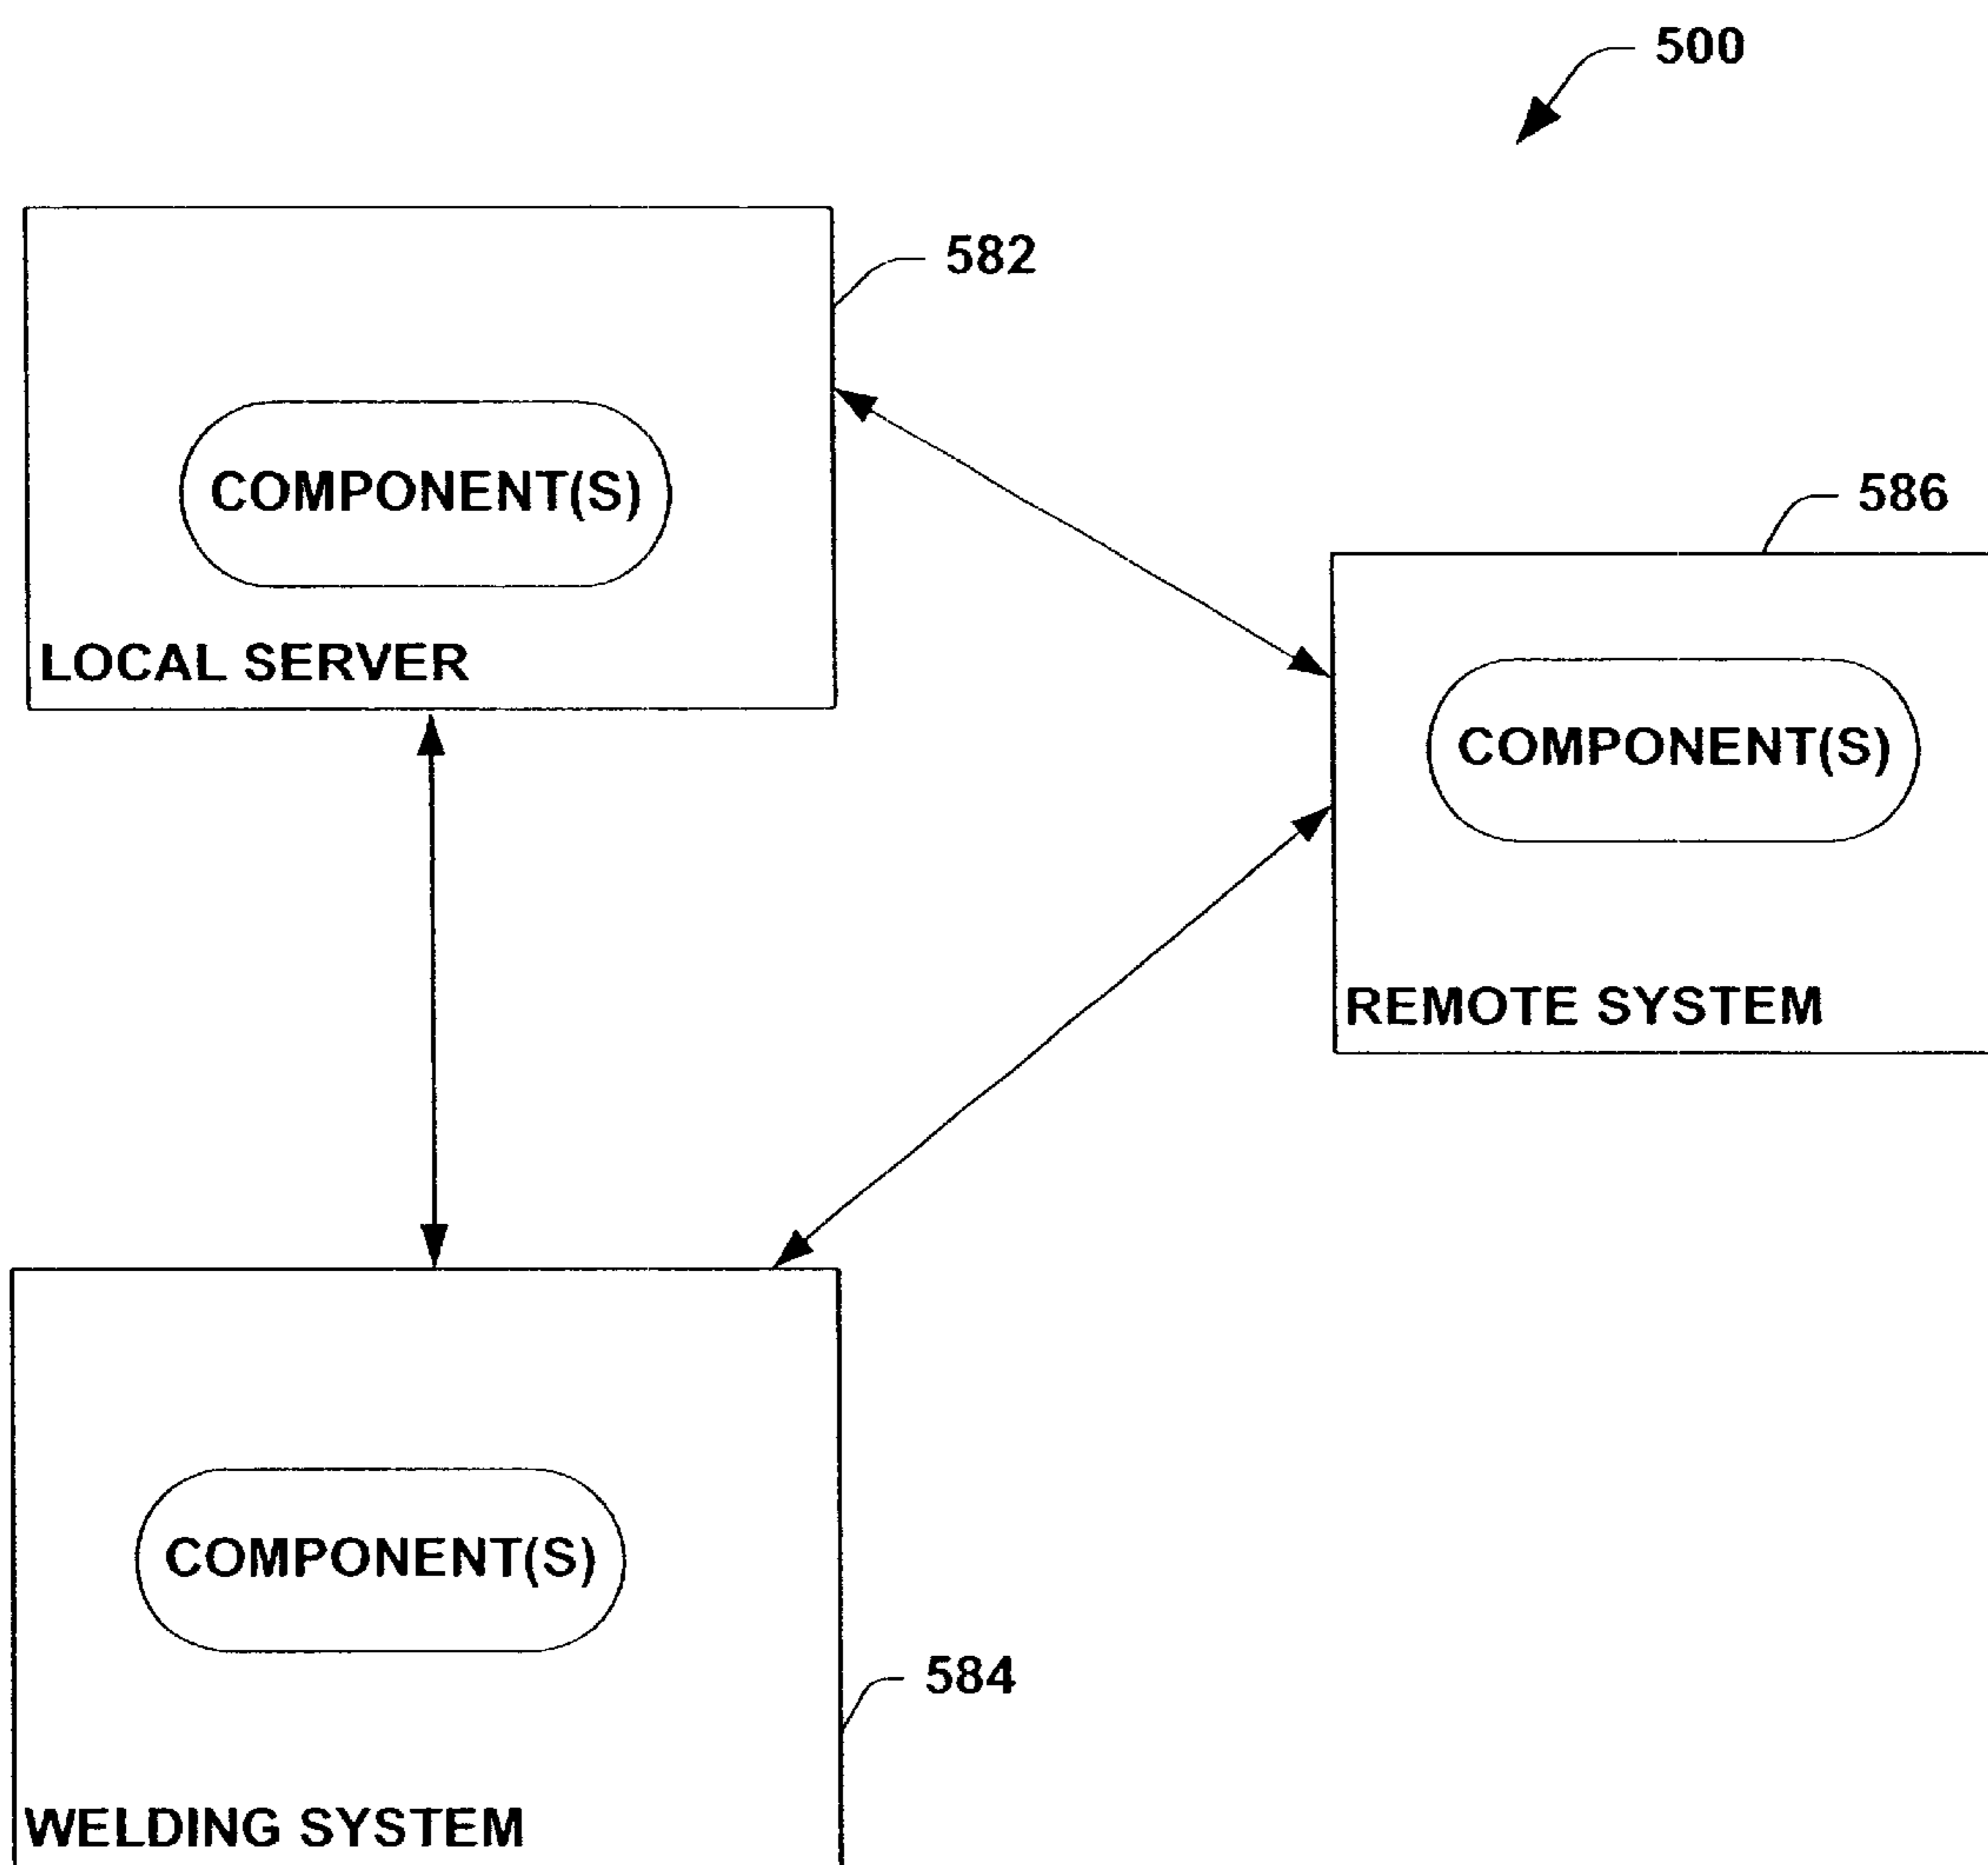 500
582
COMPONENT(S)
LOCAL SERVER
586
COMPONENT(S)
REMOTE SYSTEM
COMPONENT(S)
584
WELDING SYSTEM